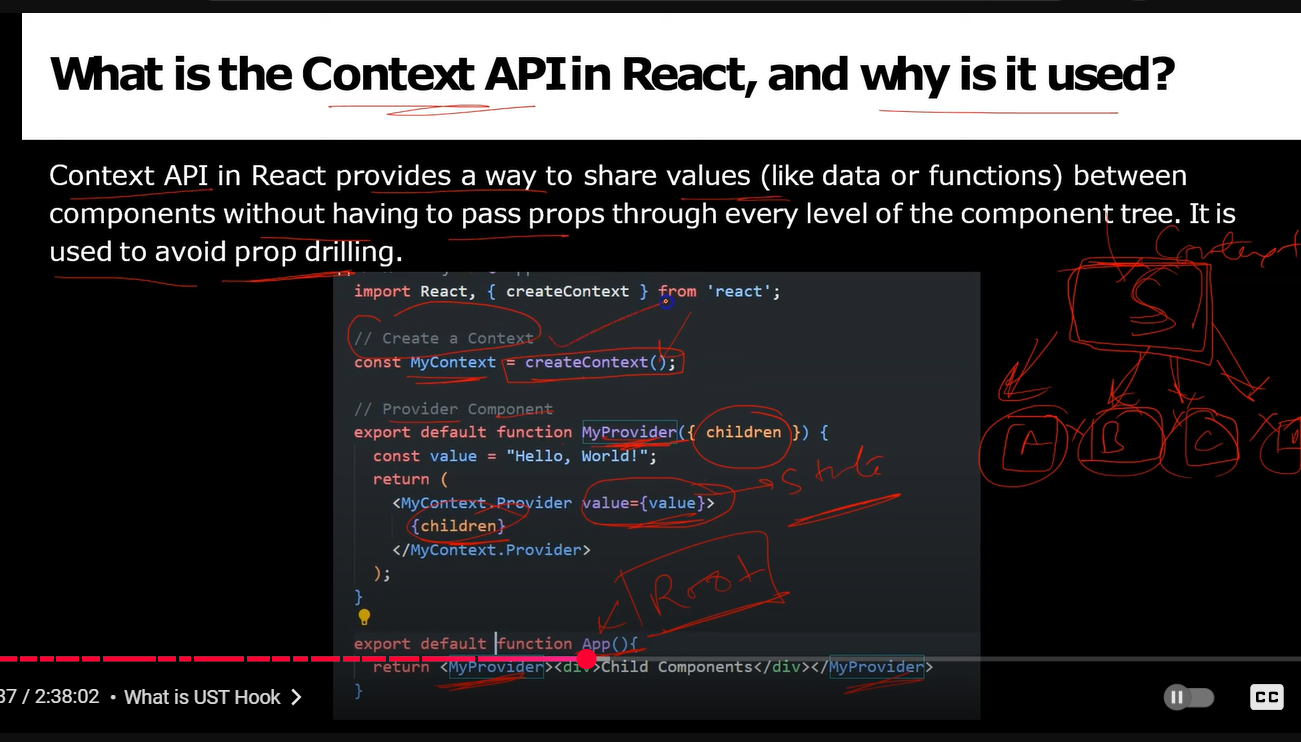 What is the Context API in React, and why is it used?
Context API in React provides a way to share values (like data or functions) between
components without having to pass props through every level of the component tree. It is
used to avoid prop drilling.
Context
import React, { createContext } from 'react';
S
// Create a Context
const MyContext = createContext();
// Provider Component
export default function MyProvider({ children }) {
A B C
const value = "Hello, World!";
return (
<MyContext.Provider value={value}>
State
{children}
</MyContext.Provider>
);
Root
}
export default function App(){
return <MyProvider><div>Child Components</div></MyProvider>
}
37 / 2:38:02 • What is UST Hook
CC